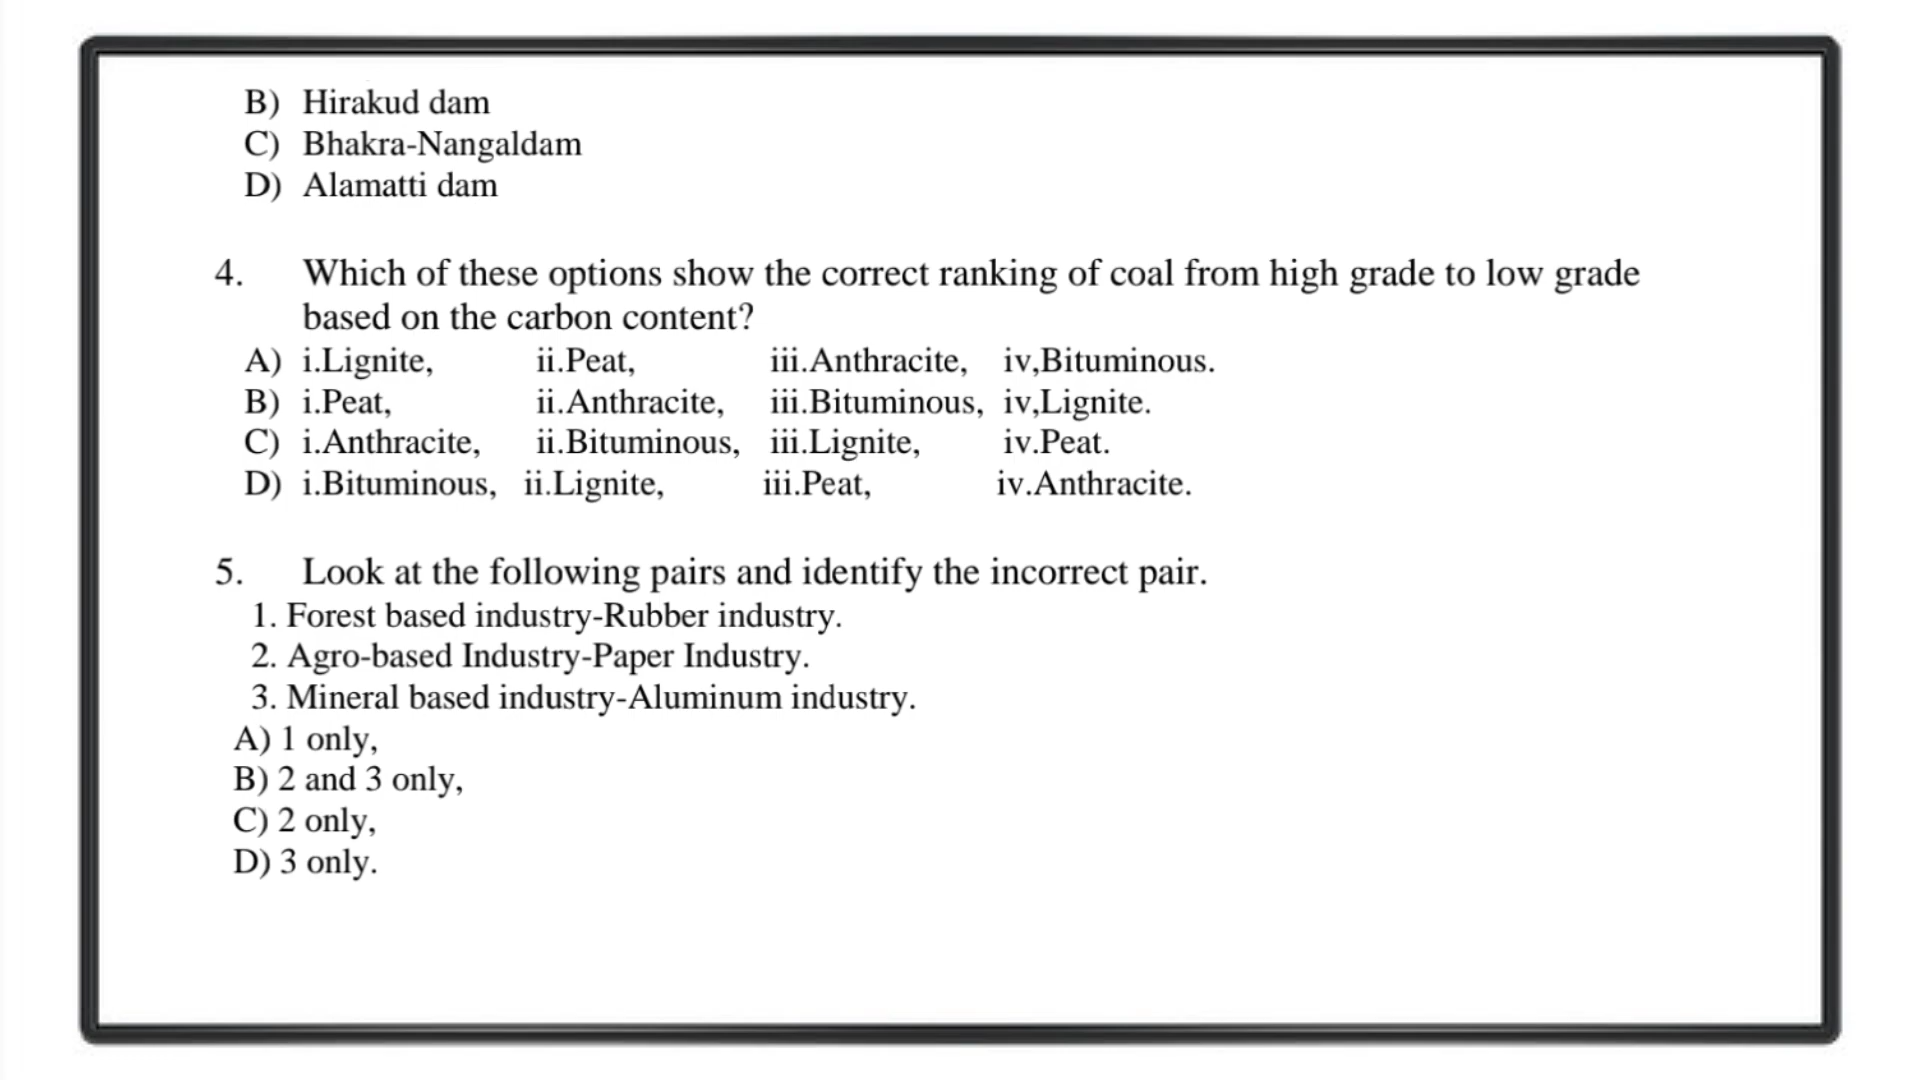 B) Hirakud dam
C) Bhakra-Nangaldam
D) Alamatti dam
4. Which of these options show the correct ranking of coal from high grade to low grade
based on the carbon content?
A) i.Lignite, ii.Peat, iii.Anthracite, iv,Bituminous.
B) i.Peat, ii.Anthracite, iii.Bituminous, iv,Lignite.
C) i.Anthracite, ii.Bituminous, iii.Lignite, iv.Peat.
D) i.Bituminous, ii.Lignite, iii.Peat, iv.Anthracite.
5. Look at the following pairs and identify the incorrect pair.
1. Forest based industry-Rubber industry.
2. Agro-based Industry-Paper Industry.
3. Mineral based industry-Aluminum industry.
A) 1 only,
B) 2 and 3 only,
C) 2 only,
D) 3 only.